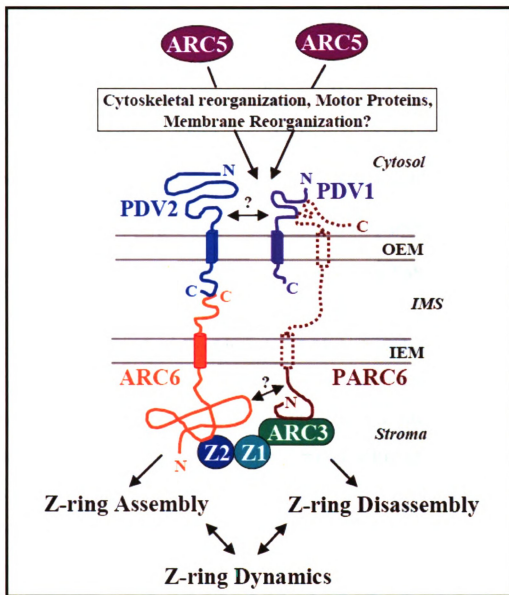 ARC5 ARC5
Cytoskeletal reorganization, Motor Proteins,
Membrane Reorganization?
Cytosol
N N
PDV2 ? PDV1
C
OEM
C C C
IMS
IEM
ARC6 ? PARC6
N
ARC3
Stroma
N Z2 Z1
Z-ring Assembly Z-ring Disassembly
Z-ring Dynamics